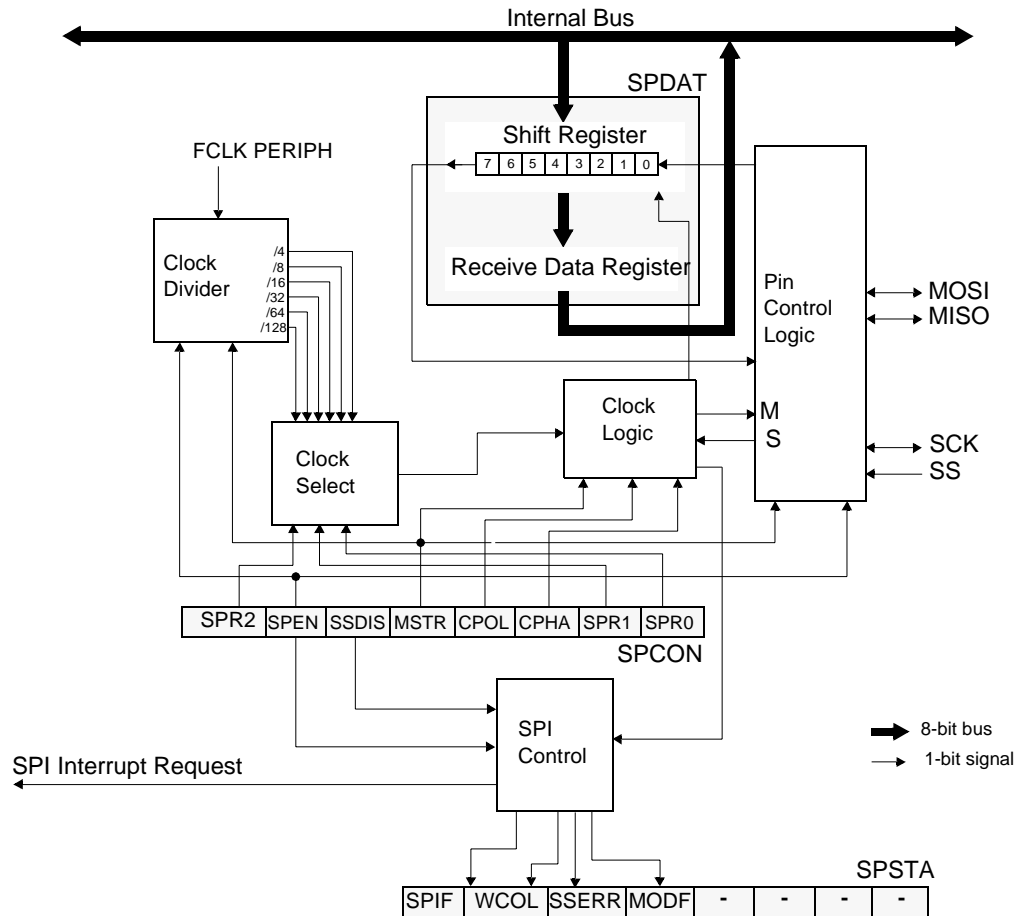 Internal Bus
SPDAT
Shift Register
7 6 5 4 3 2 1 0
FCLK PERIPH
Clock
Divider
/4
/8
/16
/32
/64
/128
Receive Data Register
Pin
Control
Logic
MOSI
MISO
Clock
Logic
M
S
SCK
SS
Clock
Select
SPR2 SPEN SSDIS MSTR CPOL CPHA SPR1 SPR0
SPCON
SPI
Control
8-bit bus
1-bit signal
SPI Interrupt Request
SPSTA
SPIF WCOL SSERR MODF - - - -